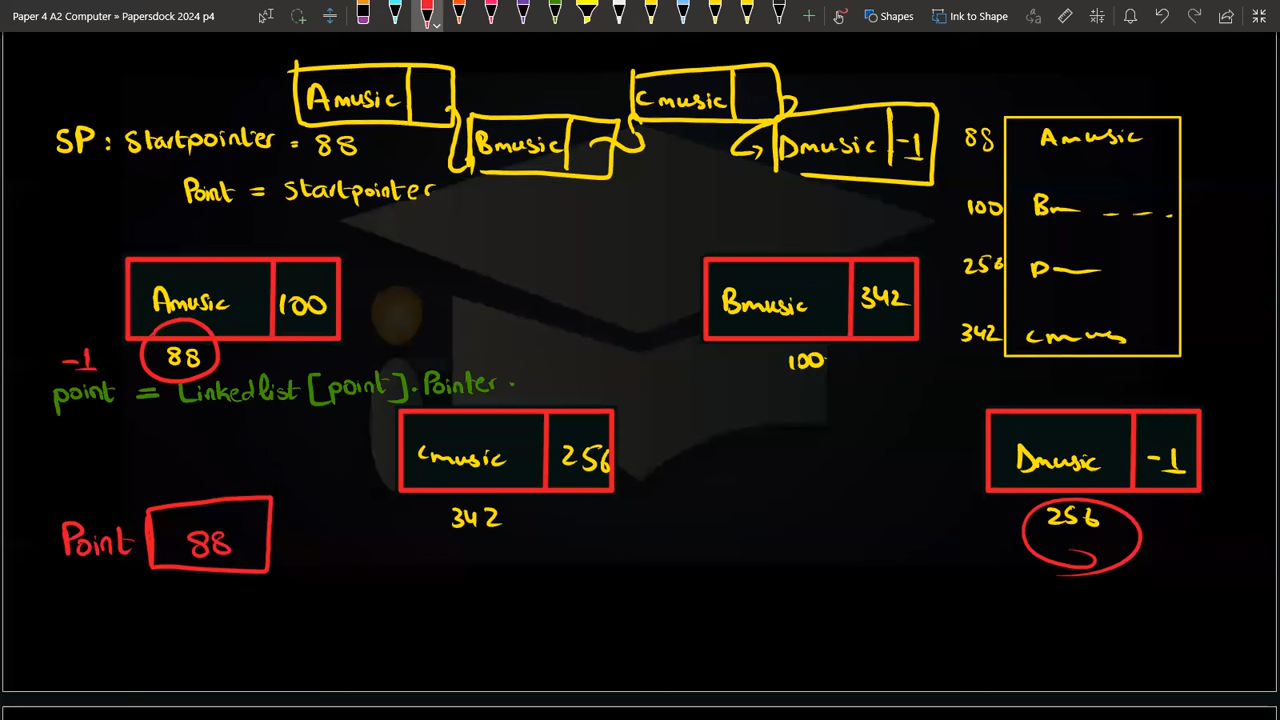 Paper 4 A2 Computer » Papersdock 2024 p4
Shapes
Ink to Shape
Amusic
Bmusic
Cmusic
Dmusic -1
SP : Startpointer = 88
Point = Startpointer
88 Amusic
100 B
256 D
342
Amusic 100
88
Bmusic 342
100
-1
point = Linkedlist [point] . Pointer .
Cmusic 256
342
Dmusic -1
256
Point 88